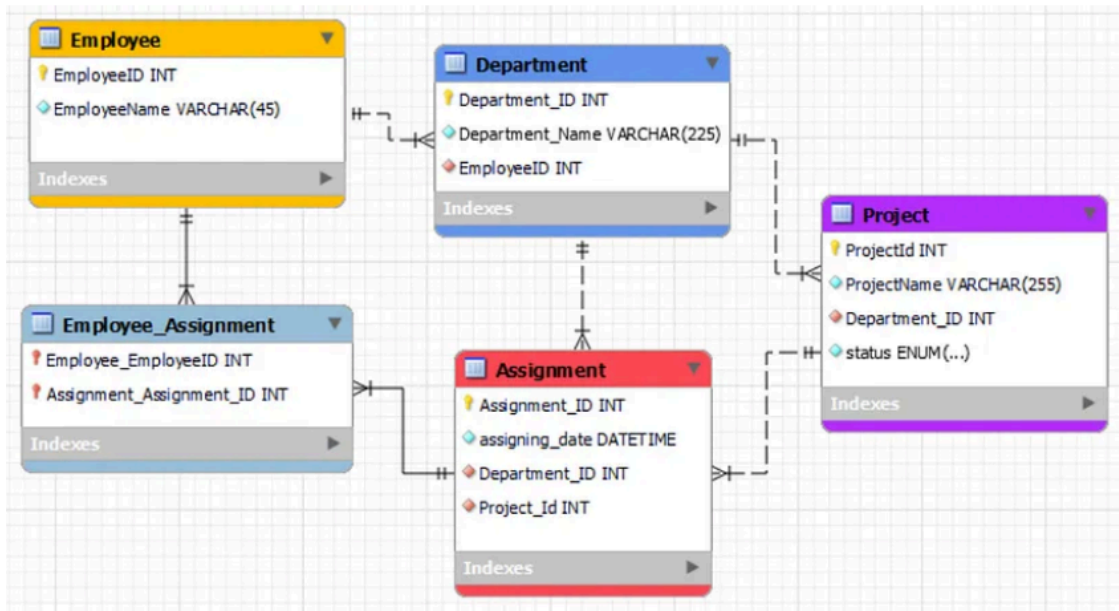 Employee
EmployeeID INT
EmployeeName VARCHAR(45)
Indexes
Department
Department_ID INT
Department_Name VARCHAR(225)
EmployeeID INT
Indexes
Project
ProjectId INT
ProjectName VARCHAR(255)
Department_ID INT
status ENUM(...)
Indexes
Employee_Assignment
Employee_EmployeeID INT
Assignment_Assignment_ID INT
Indexes
Assignment
Assignment_ID INT
assigning_date DATETIME
Department_ID INT
Project_Id INT
Indexes